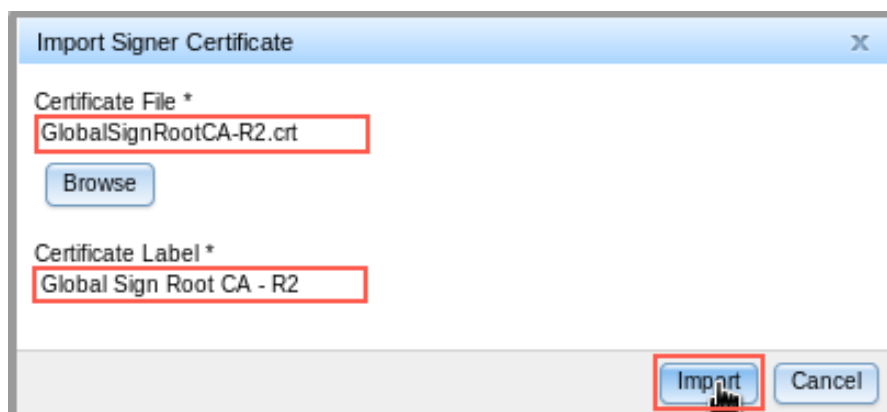 Import Signer Certificate x
Certificate File *
GlobalSignRootCA-R2.crt
Browse
Certificate Label *
Global Sign Root CA - R2
Import Cancel